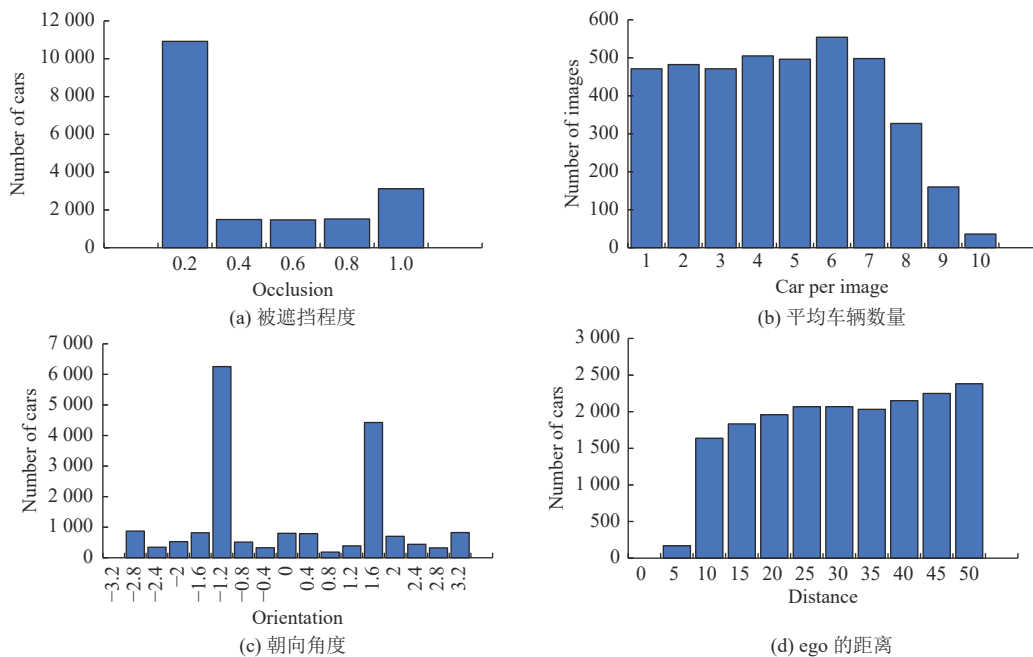 12 000
10 000
8 000
6 000
4 000
2 000
0
Number of cars
0.2 0.4 0.6 0.8 1.0
Occlusion
(a) 被遮挡程度
600
500
400
300
200
100
0
Number of images
1 2 3 4 5 6 7 8 9 10
Car per image
(b) 平均车辆数量
7 000
6 000
5 000
4 000
3 000
2 000
1 000
0
Number of cars
−3.2 −2.8 −2.4 −2 −1.6 −1.2 −0.8 −0.4 0 0.4 0.8 1.2 1.6 2 2.4 2.8 3.2
Orientation
(c) 朝向角度
3 000
2 500
2 000
1 500
1 000
500
0
Number of cars
0 5 10 15 20 25 30 35 40 45 50
Distance
(d) ego 的距离